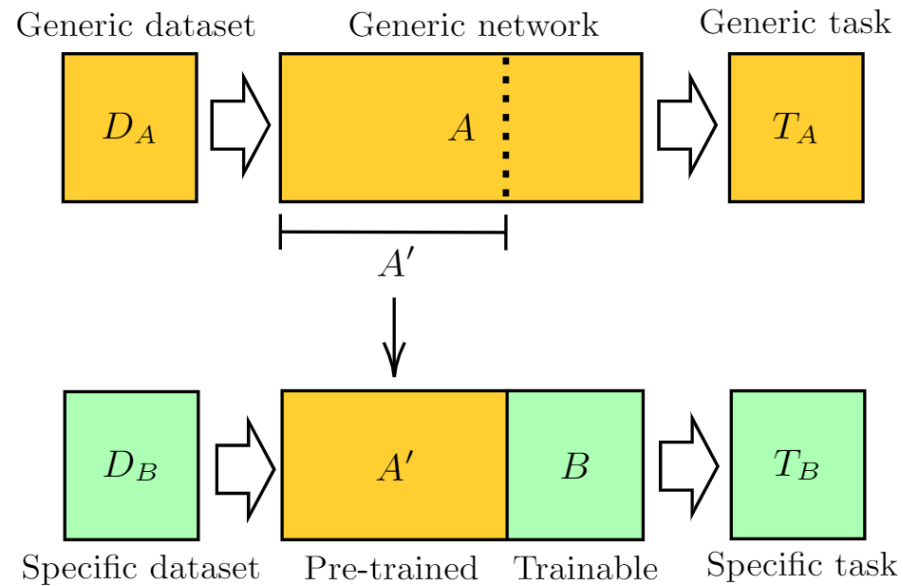 Generic dataset
Generic network
Generic task
D_A
A
T_A
A′
D_B
A′
B
T_B
Specific dataset
Pre-trained
Trainable
Specific task